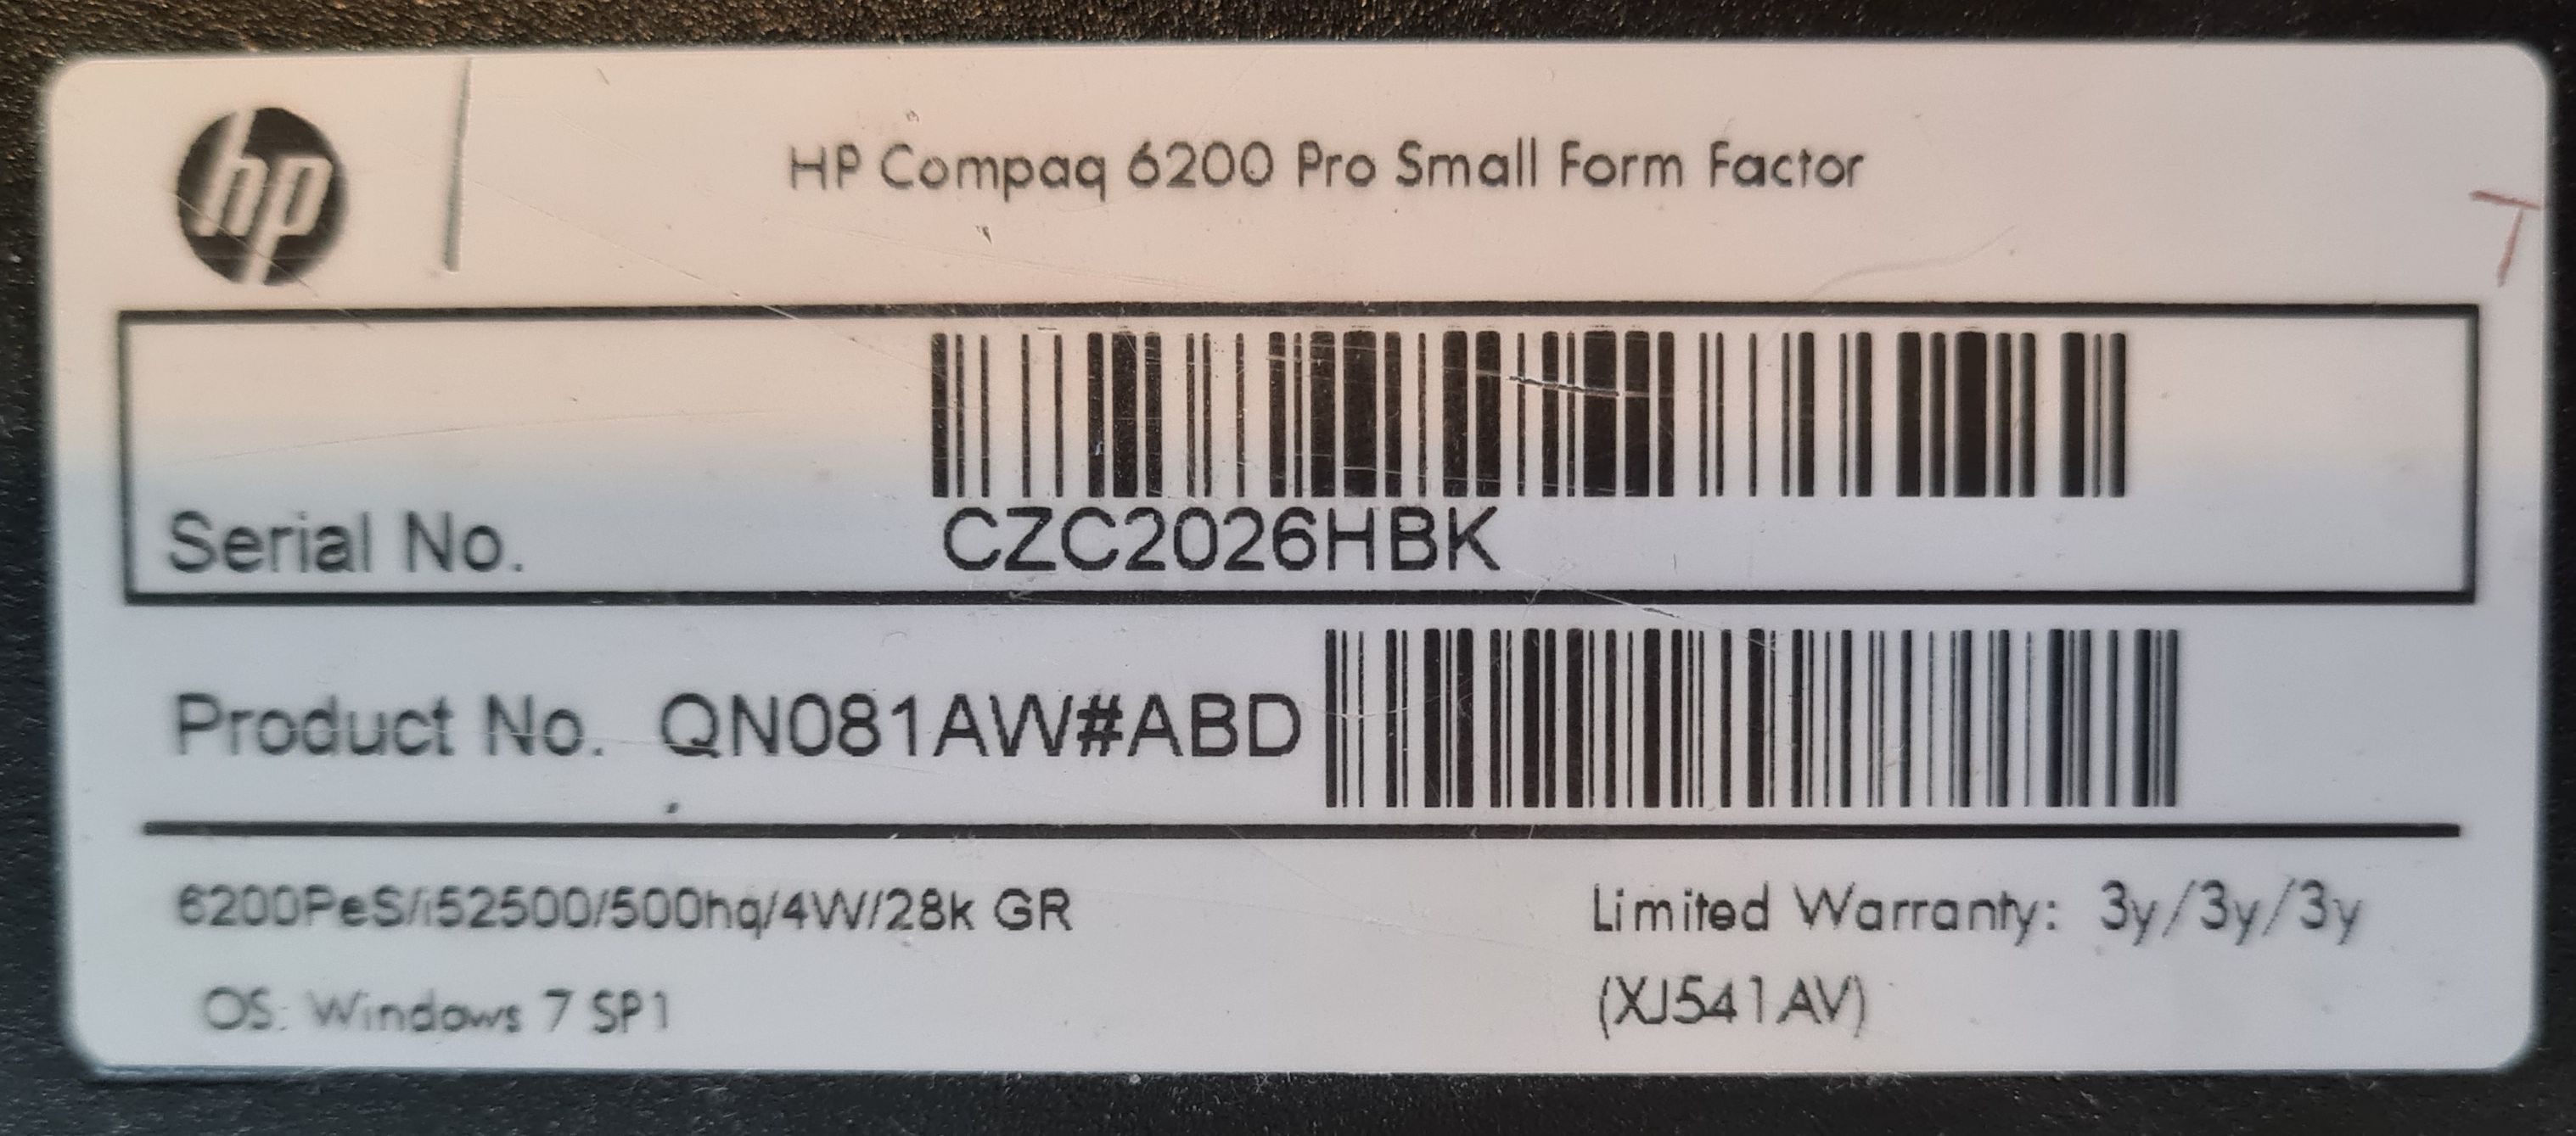 hp
HP Compaq 6200 Pro Small Form Factor
T
Serial No. CZC2026HBK
Product No. QN081AW#ABD
6200PeS/i52500/500hq/4W/28k GR
Limited Warranty: 3y/3y/3y
OS: Windows 7 SP1
(XJ541AV)